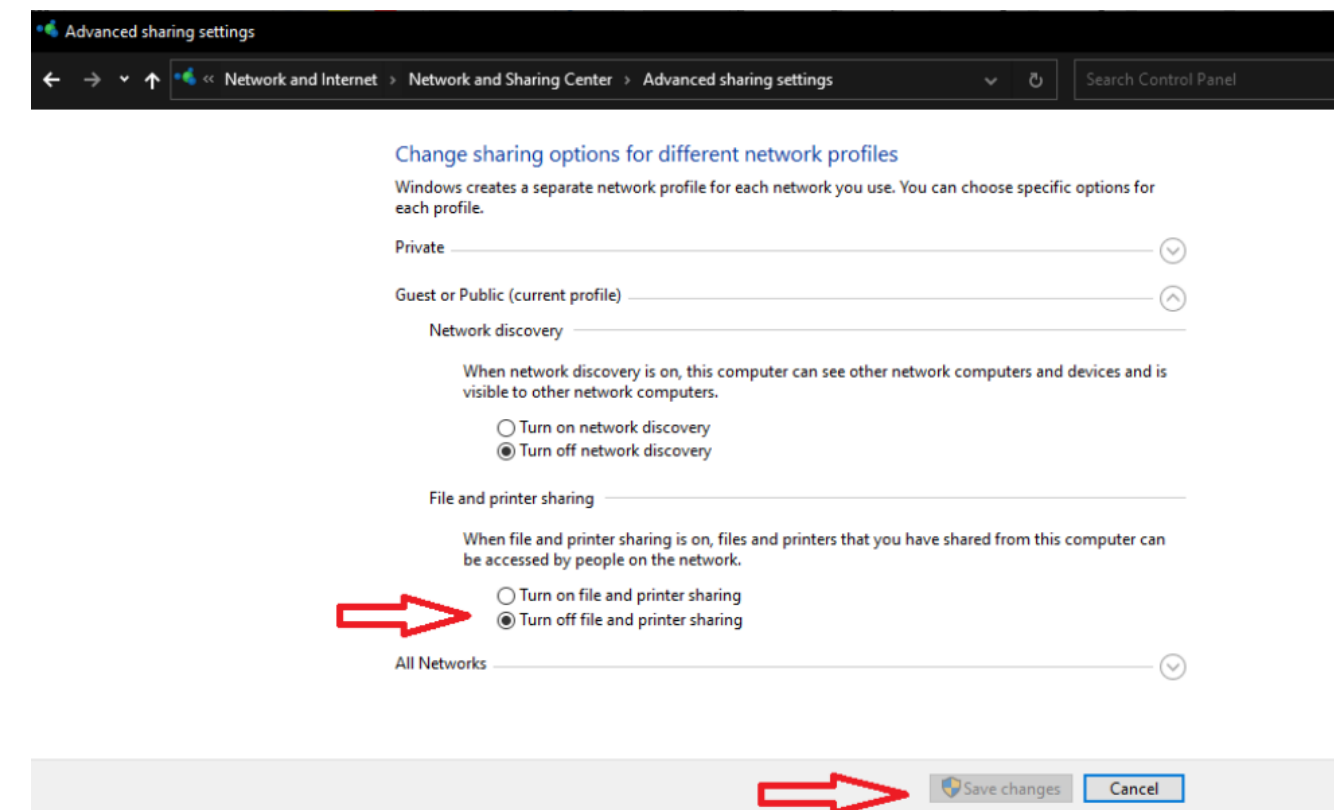 Advanced sharing settings
« Network and Internet > Network and Sharing Center > Advanced sharing settings
Search Control Panel
Change sharing options for different network profiles
Windows creates a separate network profile for each network you use. You can choose specific options for
each profile.
Private
Guest or Public (current profile)
Network discovery
When network discovery is on, this computer can see other network computers and devices and is
visible to other network computers.
Turn on network discovery
Turn off network discovery
File and printer sharing
When file and printer sharing is on, files and printers that you have shared from this computer can
be accessed by people on the network.
Turn on file and printer sharing
Turn off file and printer sharing
All Networks
Save changes
Cancel